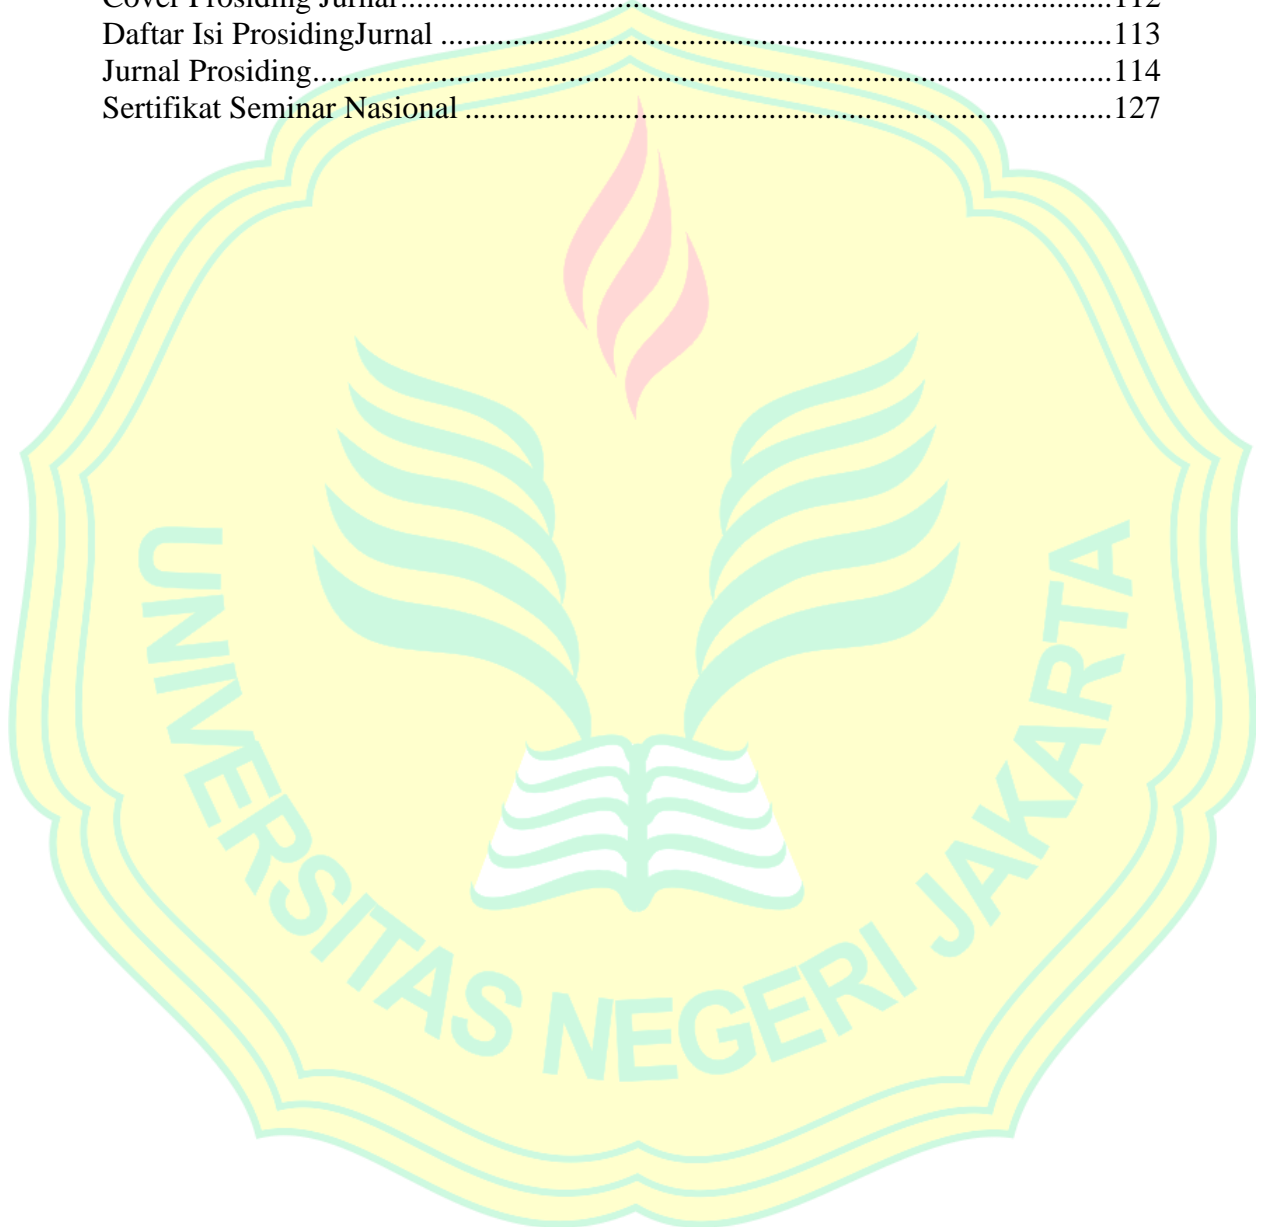 Cover Prosiding Jurnal....................................................................................112
Daftar Isi ProsidingJurnal ...............................................................................113
Jurnal Prosiding...............................................................................................114
Sertifikat Seminar Nasional ............................................................................127
UNIVERSITAS NEGERI JAKARTA